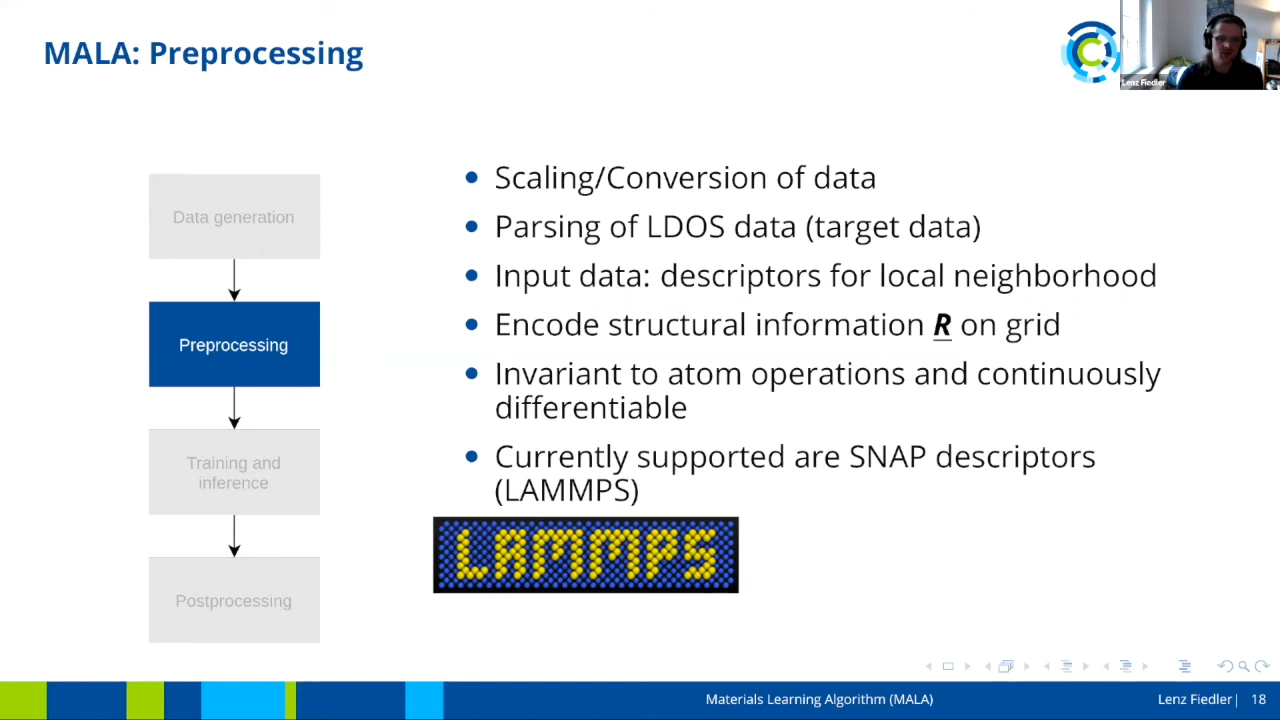 MALA: Preprocessing
Lenz Fiedler
Data generation
Preprocessing
Training and
inference
Postprocessing
• Scaling/Conversion of data
• Parsing of LDOS data (target data)
• Input data: descriptors for local neighborhood
• Encode structural information R on grid
• Invariant to atom operations and continuously
differentiable
• Currently supported are SNAP descriptors
(LAMMPS)
LAMMPS
Materials Learning Algorithm (MALA)
Lenz Fiedler | 18